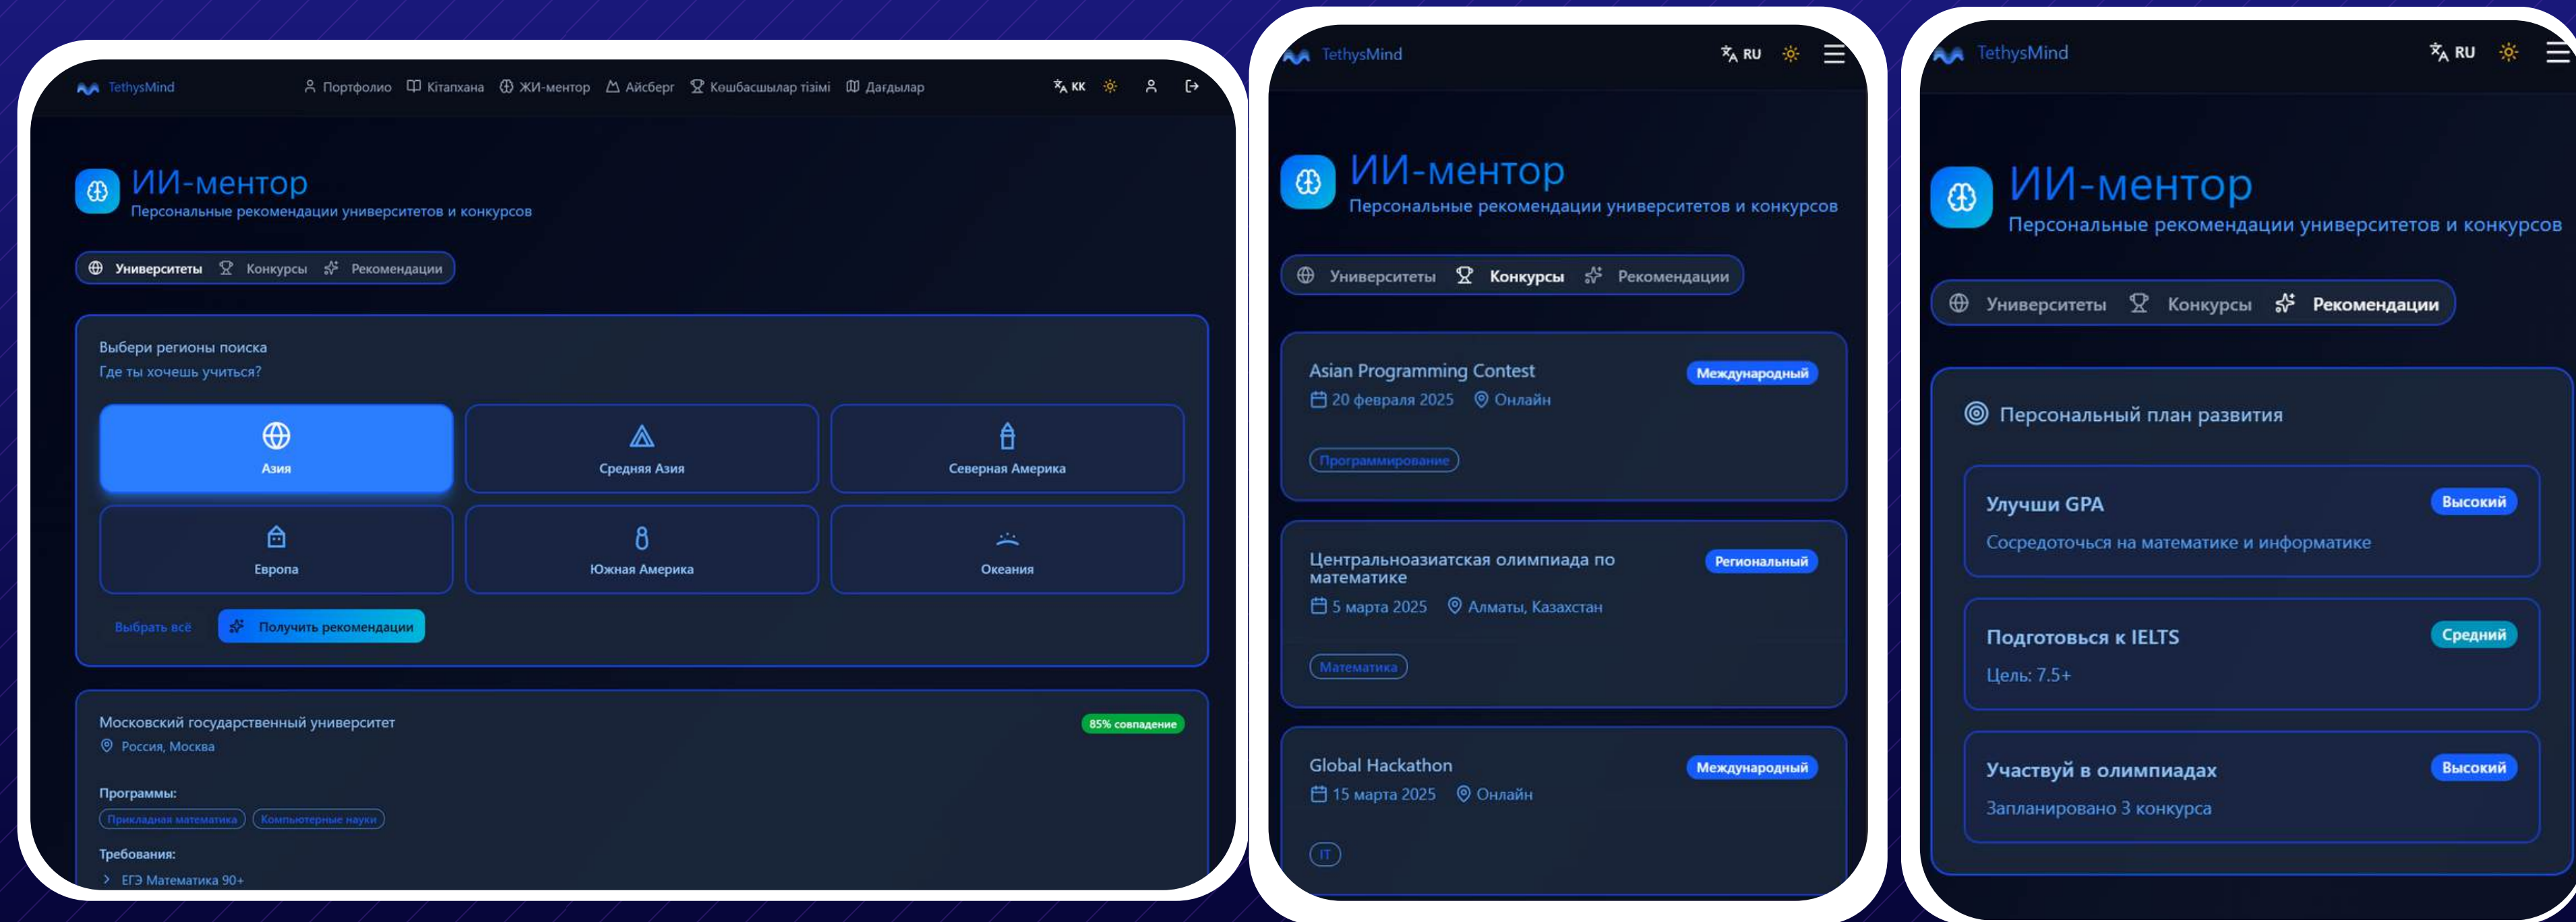 TethysMind
Портфолио
Кітапхана
ЖИ-ментор
Айсберг
Көшбасшылар тізімі
Дағдылар
KK
ИИ-ментор
Персональные рекомендации университетов и конкурсов
Университеты
Конкурсы
Рекомендации
Выбери регионы поиска
Где ты хочешь учиться?
Азия
Средняя Азия
Северная Америка
Европа
Южная Америка
Океания
Выбрать всё
Получить рекомендации
Московский государственный университет
85% совпадение
Россия, Москва
Программы:
Прикладная математика
Компьютерные науки
Требования:
ЕГЭ Математика 90+
TethysMind
RU
ИИ-ментор
Персональные рекомендации университетов и конкурсов
Университеты
Конкурсы
Рекомендации
Asian Programming Contest
Международный
20 февраля 2025
Онлайн
Программирование
Центральноазиатская олимпиада по
математике
Региональный
5 марта 2025
Алматы, Казахстан
Математика
Global Hackathon
Международный
15 марта 2025
Онлайн
IT
TethysMind
RU
ИИ-ментор
Персональные рекомендации университетов и конкурсов
Университеты
Конкурсы
Рекомендации
Персональный план развития
Улучши GPA
Высокий
Сосредоточься на математике и информатике
Подготовься к IELTS
Средний
Цель: 7.5+
Участвуй в олимпиадах
Высокий
Запланировано 3 конкурса